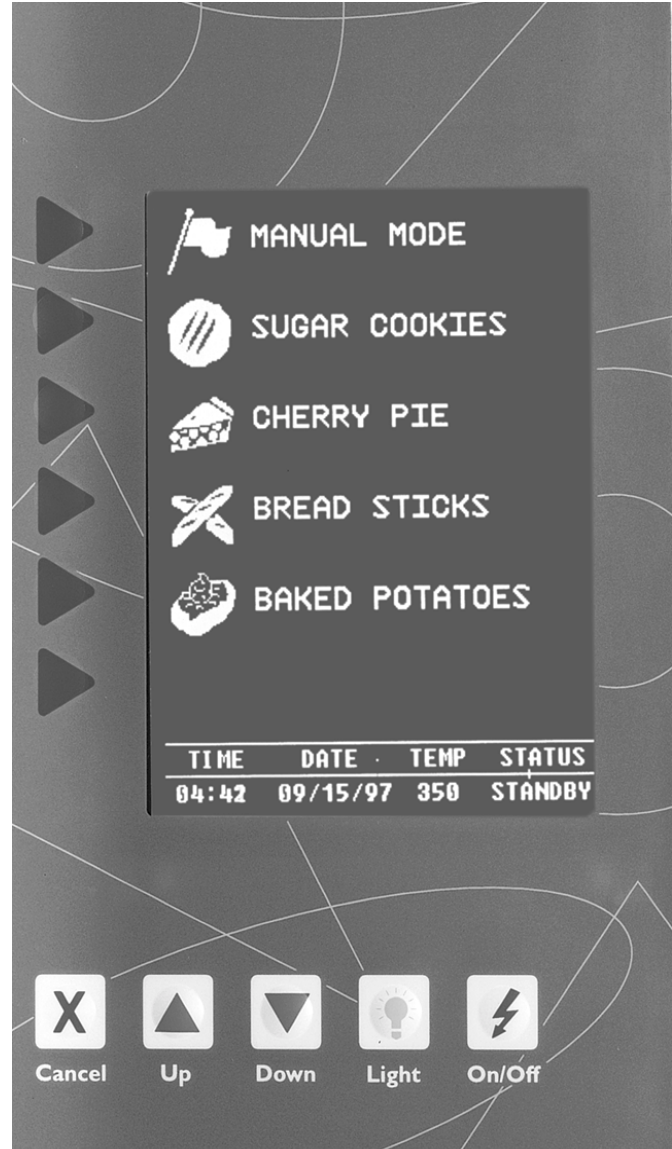 MANUAL MODE
SUGAR COOKIES
CHERRY PIE
BREAD STICKS
BAKED POTATOES
TIME DATE TEMP STATUS
04:42 09/15/97 350 STANDBY
X
Cancel Up Down Light On/Off